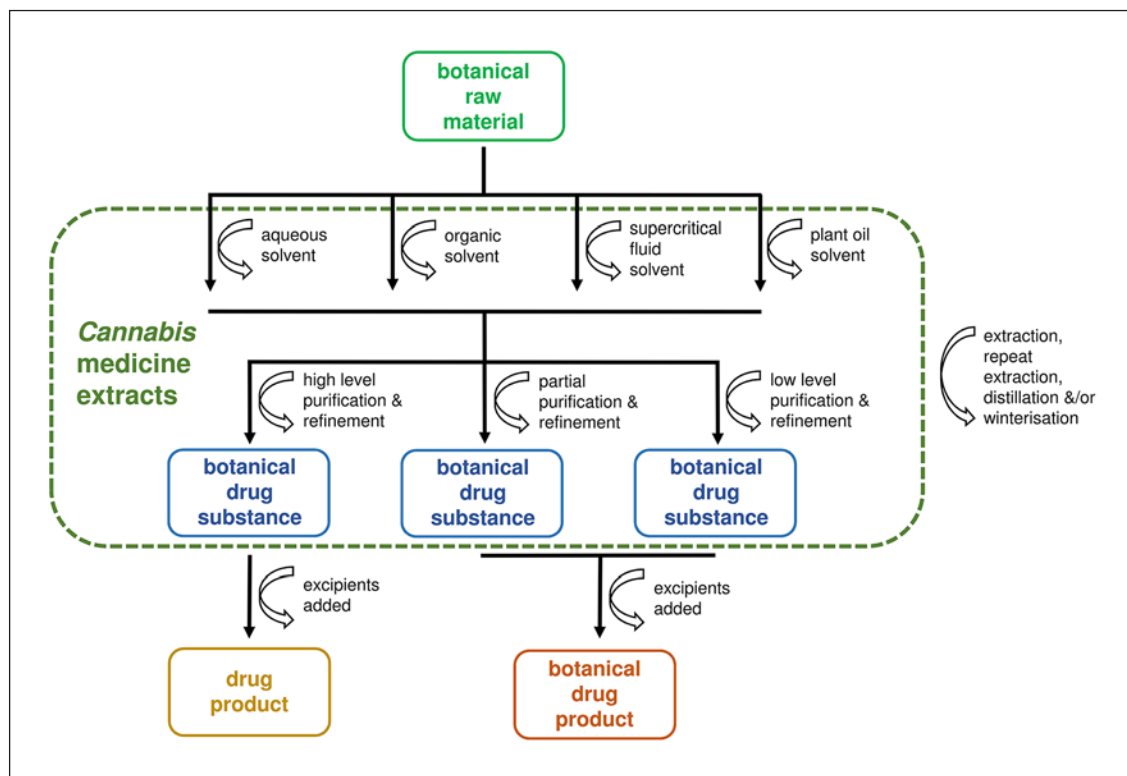 botanical
raw
material
aqueous
solvent
organic
solvent
supercritical
fluid
solvent
plant oil
solvent
Cannabis
medicine
extracts
extraction,
repeat
extraction,
distillation &/or
winterisation
high level
purification &
refinement
partial
purification &
refinement
low level
purification &
refinement
botanical
drug
substance
botanical
drug
substance
botanical
drug
substance
excipients
added
excipients
added
drug
product
botanical
drug
product